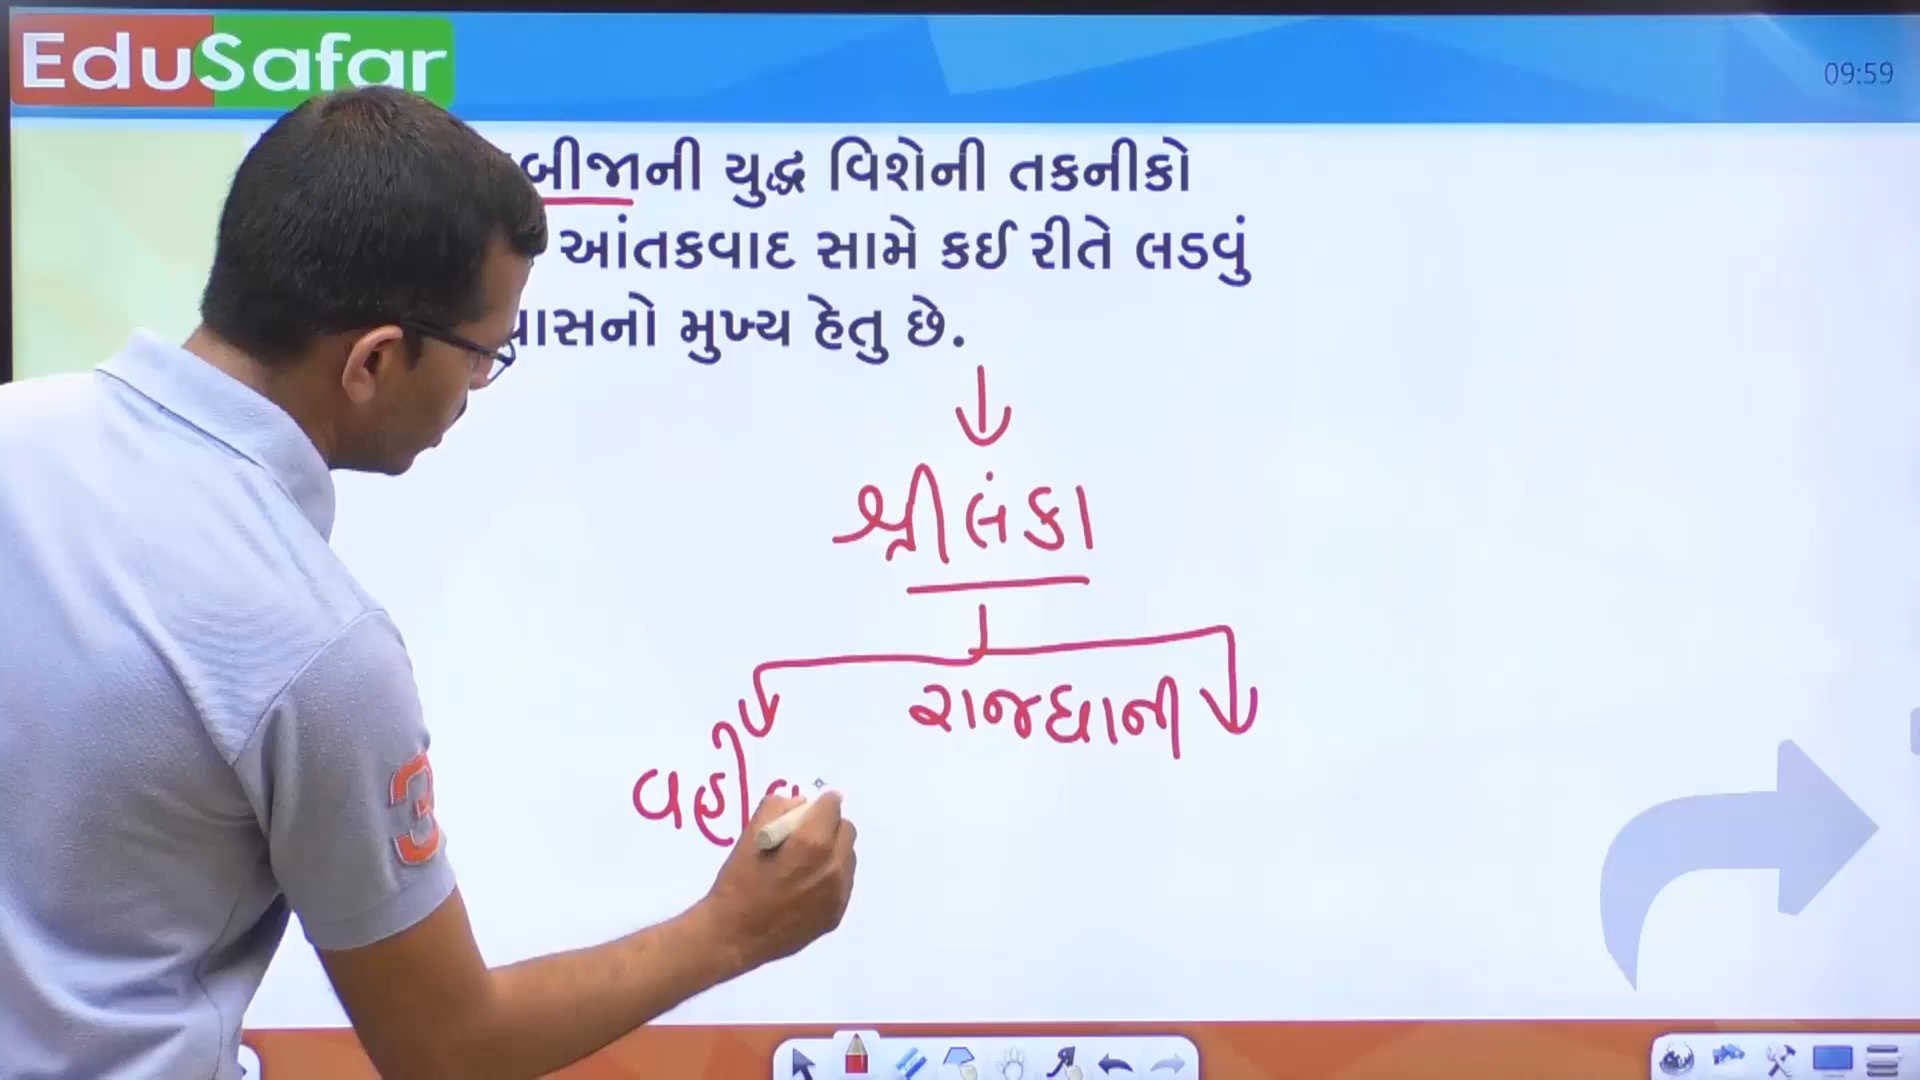 EduSafar
09:59
બીજાની યુદ્ધ વિશેની તકનીકો
આંતકવાદ સામે કઈ રીતે લડવું
મુખ્ય હેતુ છે.
શ્રીલંકા
રાજધાની